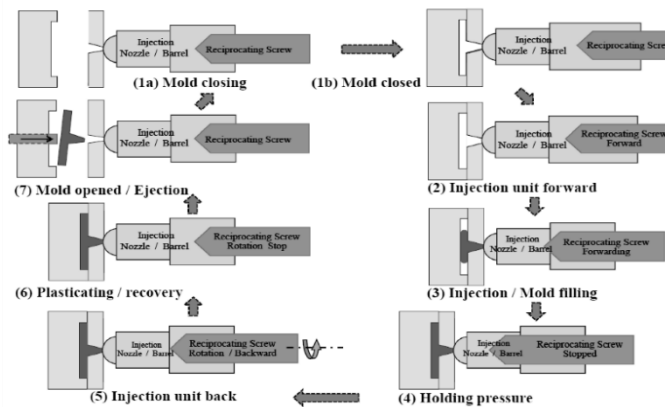 Injection
Nozzle / Barrel
Reciprocating Screw
(1a) Mold closing
Injection
Nozzle / Barrel
Reciprocating Screw
(1b) Mold closed
Injection
Nozzle / Barrel
Reciprocating Screw
(7) Mold opened / Ejection
Injection
Nozzle / Barrel
Reciprocating Screw
Forward
(2) Injection unit forward
Injection
Nozzle / Barrel
Reciprocating Screw
Rotation Stop
(6) Plasticating / recovery
Injection
Nozzle / Barrel
Reciprocating Screw
Forwarding
(3) Injection / Mold filling
Injection
Nozzle / Barrel
Reciprocating Screw
Rotation / Backward
(5) Injection unit back
Injection
Nozzle / Barrel
Reciprocating Screw
Stopped
(4) Holding pressure